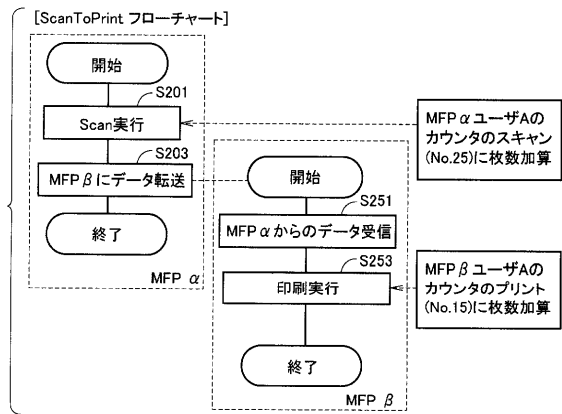 [ScanToPrint フローチャート]
開始
S201
Scan実行
S203
MFPβにデータ転送
終了
MFP α
開始
S251
MFPαからのデータ受信
S253
印刷実行
終了
MFP β
MFPαユーザAの
カウンタのスキャン
(No.25)に枚数加算
MFPβユーザAの
カウンタのプリント
(No.15)に枚数加算